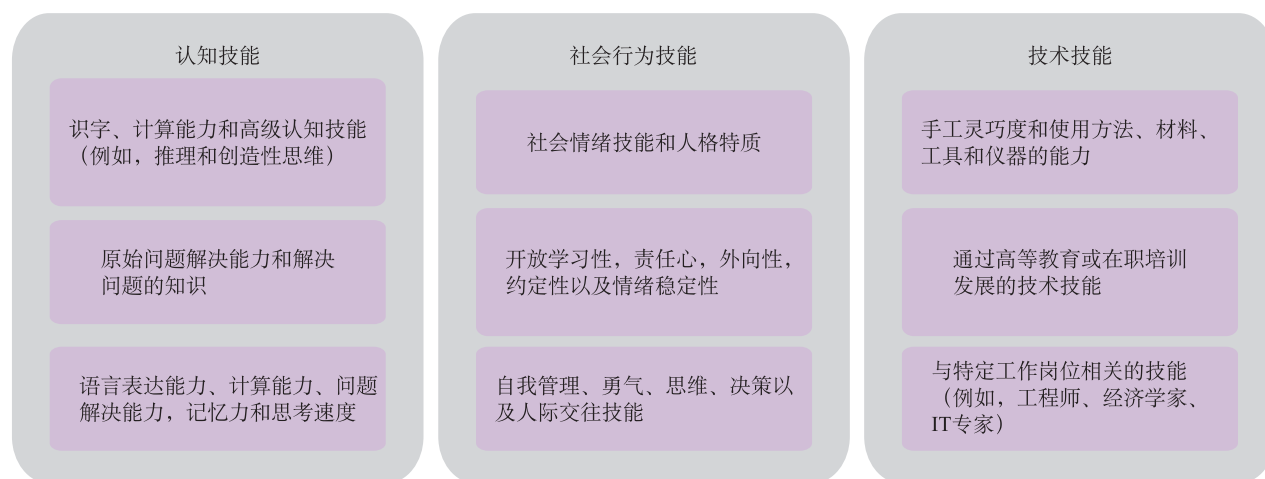 认知技能
识字、计算能力和高级认知技能
（例如，推理和创造性思维）
原始问题解决能力和解决
问题的知识
语言表达能力、计算能力、问题
解决能力，记忆力和思考速度
社会行为技能
社会情绪技能和人格特质
开放学习性，责任心，外向性，
约定性以及情绪稳定性
自我管理、勇气、思维、决策以
及人际交往技能
技术技能
手工灵巧度和使用方法、材料、
工具和仪器的能力
通过高等教育或在职培训
发展的技术技能
与特定工作岗位相关的技能
（例如，工程师、经济学家、
IT专家）